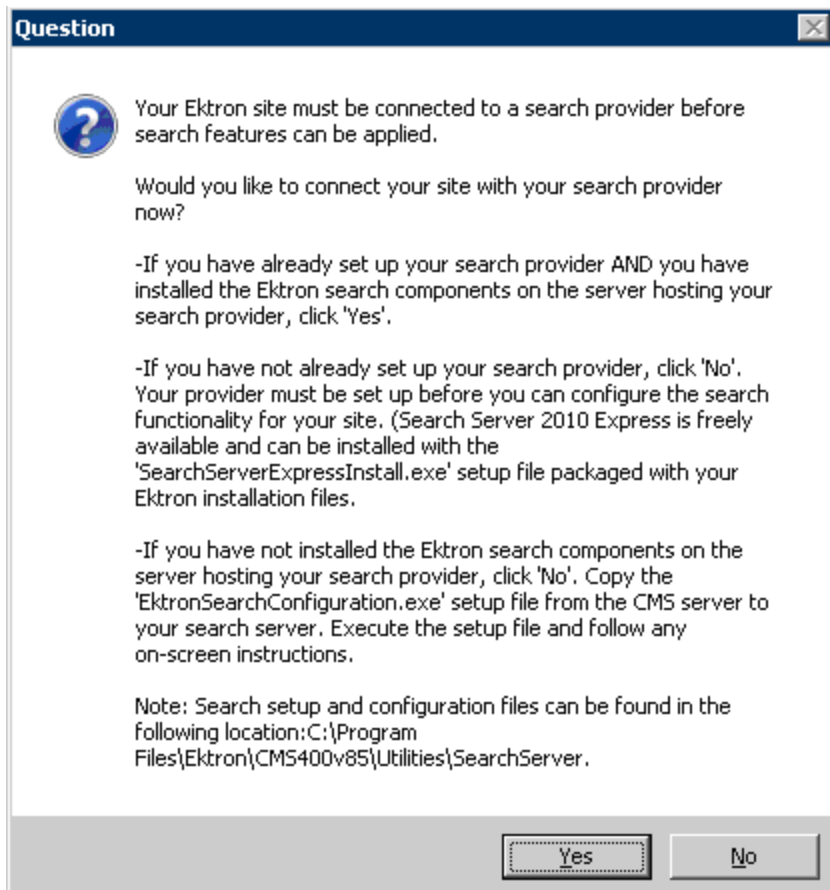 Question
Your Ektron site must be connected to a search provider before
search features can be applied.
Would you like to connect your site with your search provider
now?
-If you have already set up your search provider AND you have
installed the Ektron search components on the server hosting your
search provider, click 'Yes'.
-If you have not already set up your search provider, click 'No'.
Your provider must be set up before you can configure the search
functionality for your site. (Search Server 2010 Express is freely
available and can be installed with the
'SearchServerExpressInstall.exe' setup file packaged with your
Ektron installation files.
-If you have not installed the Ektron search components on the
server hosting your search provider, click 'No'. Copy the
'EktronSearchConfiguration.exe' setup file from the CMS server to
your search server. Execute the setup file and follow any
on-screen instructions.
Note: Search setup and configuration files can be found in the
following location:C:\Program
Files\Ektron\CMS400v85\Utilities\SearchServer.
Yes
No